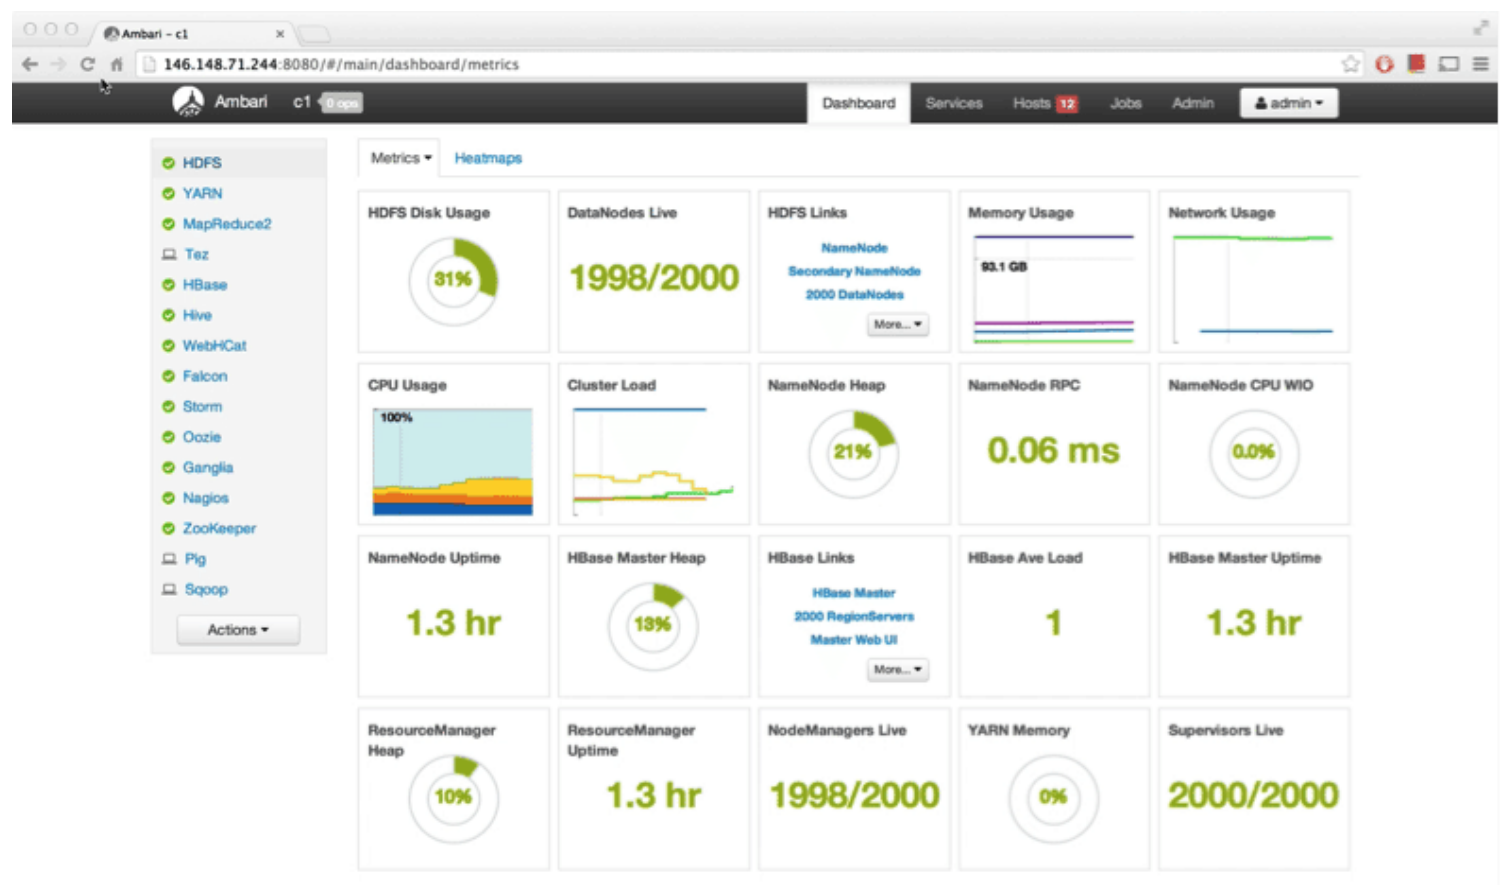 Ambari - c1
146.148.71.244:8080/#/main/dashboard/metrics
Ambari c1 0 ops Dashboard Services Hosts 12 Jobs Admin admin
HDFS
YARN
MapReduce2
Tez
HBase
Hive
WebHCat
Falcon
Storm
Oozie
Ganglia
Nagios
ZooKeeper
Pig
Sqoop
Actions
Metrics Heatmaps
HDFS Disk Usage
31%
DataNodes Live
1998/2000
HDFS Links
NameNode
Secondary NameNode
2000 DataNodes
More...
Memory Usage
93.1 GB
Network Usage
CPU Usage
100%
Cluster Load
NameNode Heap
21%
NameNode RPC
0.06 ms
NameNode CPU WIO
0.0%
NameNode Uptime
1.3 hr
HBase Master Heap
13%
HBase Links
HBase Master
2000 RegionServers
Master Web UI
More...
HBase Ave Load
1
HBase Master Uptime
1.3 hr
ResourceManager
Heap
10%
ResourceManager
Uptime
1.3 hr
NodeManagers Live
1998/2000
YARN Memory
0%
Supervisors Live
2000/2000